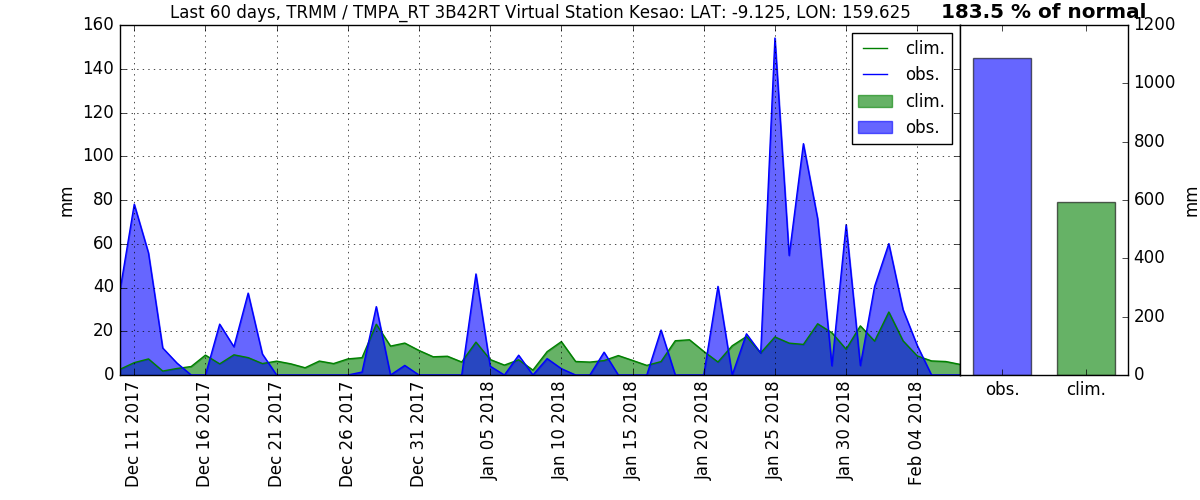 Last 60 days, TRMM / TMPA_RT 3B42RT Virtual Station Kesao: LAT: -9.125, LON: 159.625
183.5 % of normal
160
140
120
100
80
60
40
20
0
mm
clim.
obs.
clim.
obs.
1200
1000
800
600
400
200
0
mm
obs.
clim.
Dec 11 2017
Dec 16 2017
Dec 21 2017
Dec 26 2017
Dec 31 2017
Jan 05 2018
Jan 10 2018
Jan 15 2018
Jan 20 2018
Jan 25 2018
Jan 30 2018
Feb 04 2018